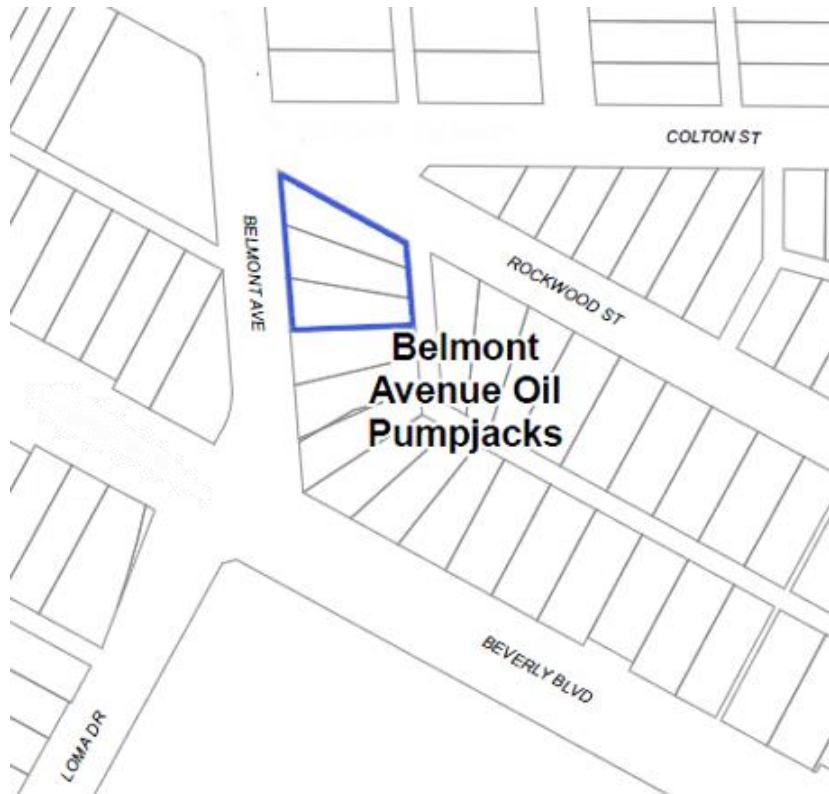 COLTON ST
BELMONT AVE
ROCKWOOD ST
Belmont
Avenue Oil
Pumpjacks
BEVERLY BLVD
LOMA DR